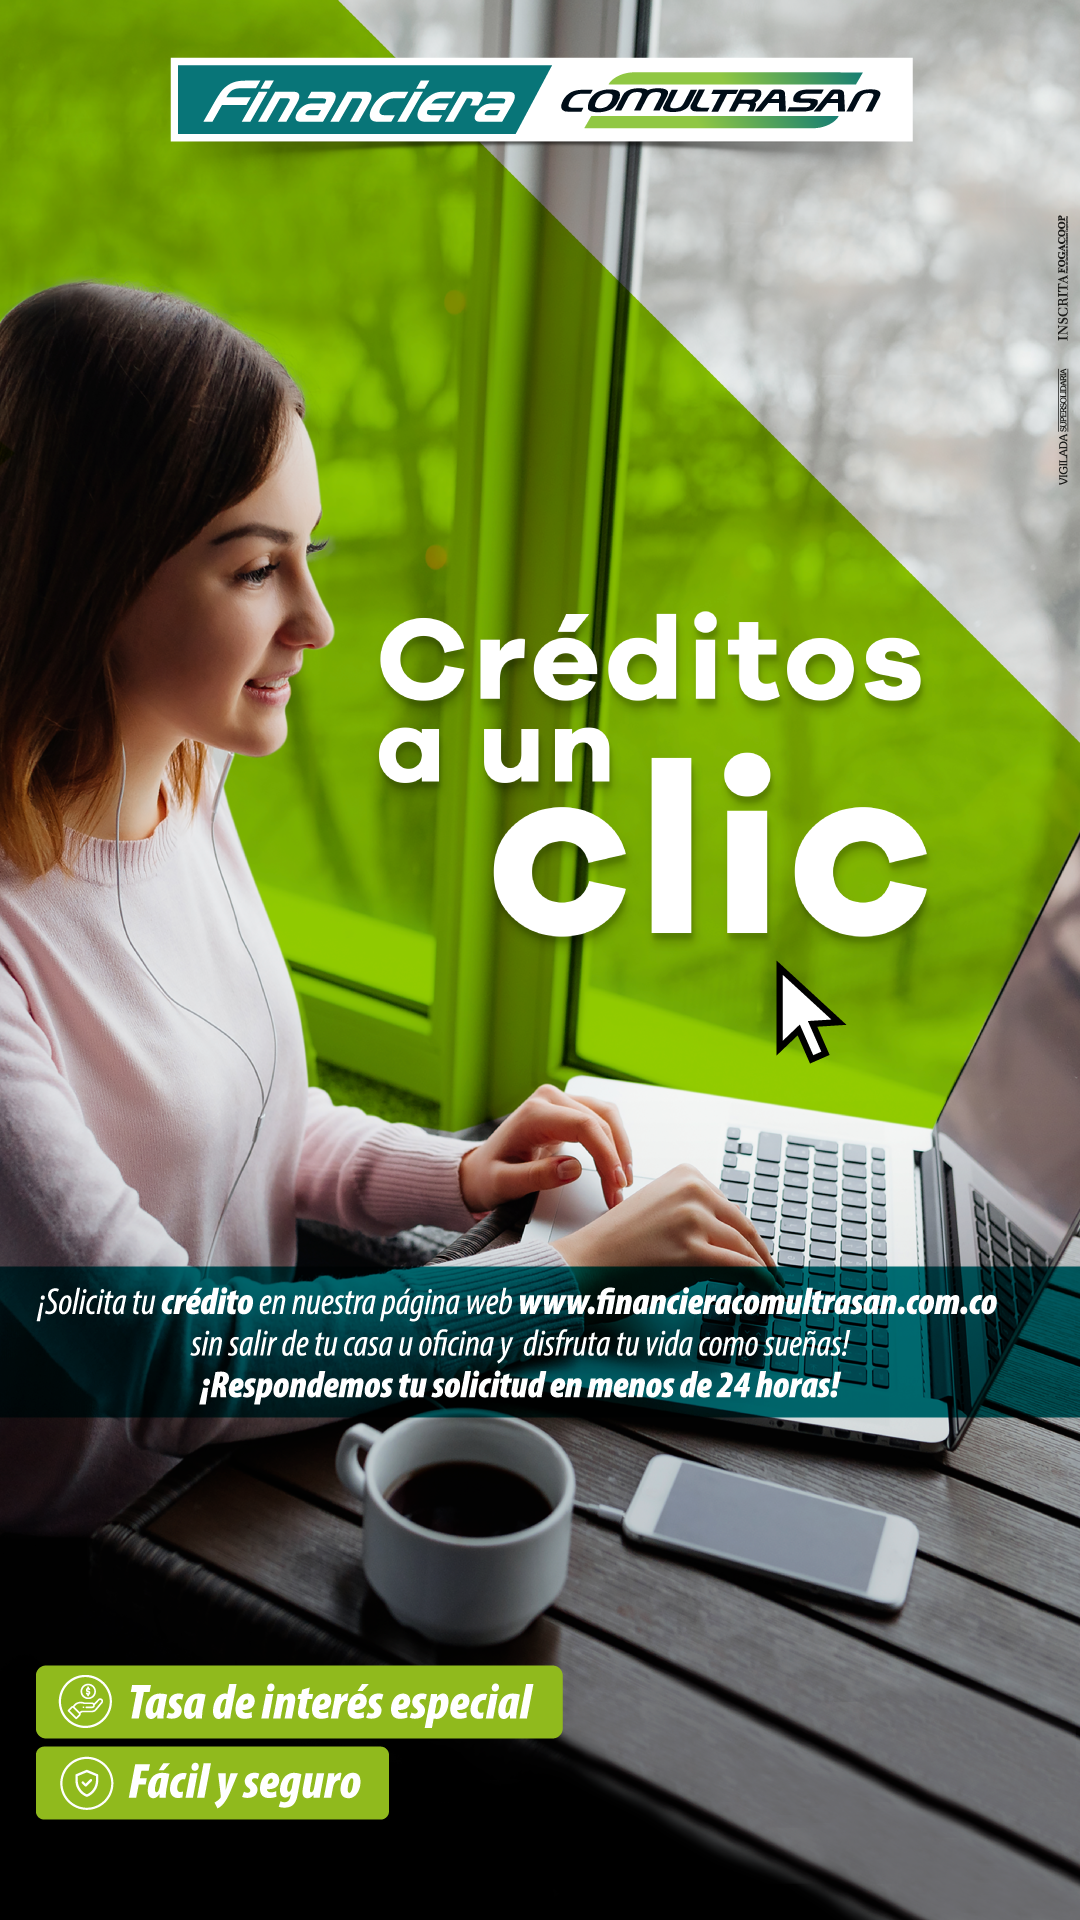 Financiera COMULTRASAN
INSCRITA FOGACOOP
VIGILADA SUPERSOLIDARIA
Créditos
a un
clic
¡Solicita tu crédito en nuestra página web www.financieracomultrasan.com.co
sin salir de tu casa u oficina y disfruta tu vida como sueñas!
¡Respondemos tu solicitud en menos de 24 horas!
Tasa de interés especial
Fácil y seguro